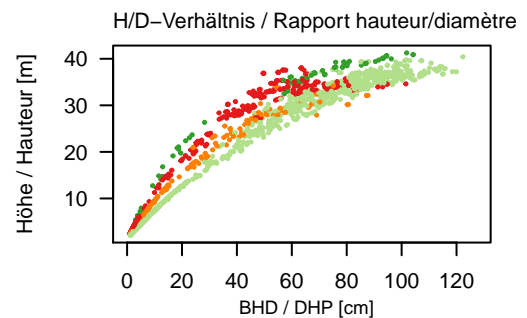 H/D−Verhältnis / Rapport hauteur/diamètre
Höhe / Hauteur [m]
40
30
20
10
0 20 40 60 80 100 120
BHD / DHP [cm]